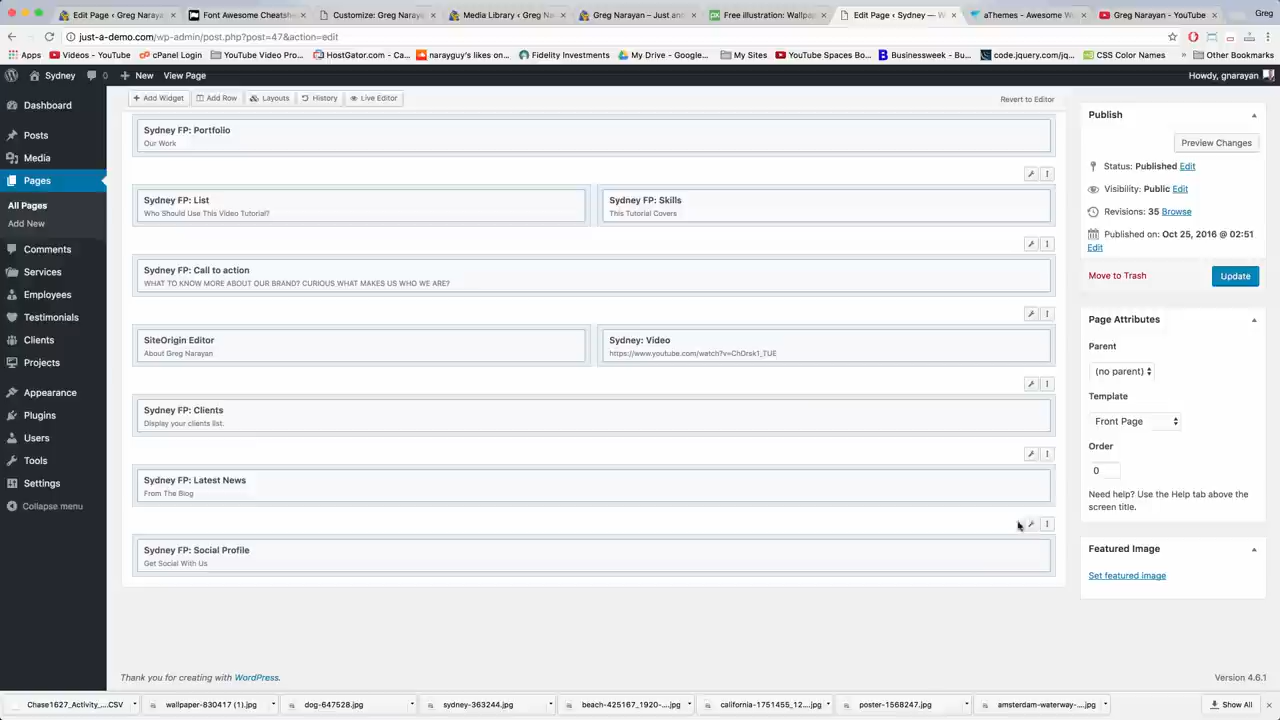 Edit Page ‹ Greg Naray
Font Awesome Cheatsh
Customize: Greg Naray
Media Library ‹ Greg N
Greg Narayan – Just an
Free illustration: Wallpa
Edit Page ‹ Sydney — W
aThemes - Awesome W
Greg Narayan - YouTube
Greg
just-a-demo.com/wp-admin/post.php?post=47&action=edit
Apps
Videos - YouTube
cPanel Login
YouTube Video Pro...
HostGator.com
narayguy's likes on...
Fidelity Investments
My Drive - Google...
My Sites
YouTube Spaces Bo...
Businessweek - Bu...
code.jquery.com/jq...
CSS Color Names
»
Other Bookmarks
Sydney
0
New
View Page
Howdy, gnarayan
Dashboard
Posts
Media
Pages
All Pages
Add New
Comments
Services
Employees
Testimonials
Clients
Projects
Appearance
Plugins
Users
Tools
Settings
Collapse menu
Add Widget
Add Row
Layouts
History
Live Editor
Revert to Editor
Sydney FP: Portfolio
Our Work
Sydney FP: List
Who Should Use This Video Tutorial?
Sydney FP: Skills
This Tutorial Covers
Sydney FP: Call to action
WHAT TO KNOW MORE ABOUT OUR BRAND? CURIOUS WHAT MAKES US WHO WE ARE?
SiteOrigin Editor
About Greg Narayan
Sydney: Video
https://www.youtube.com/watch?v=ChOrsk1_TUE
Sydney FP: Clients
Display your clients list.
Sydney FP: Latest News
From The Blog
Sydney FP: Social Profile
Get Social With Us
Publish
Preview Changes
Status: Published Edit
Visibility: Public Edit
Revisions: 35 Browse
Published on: Oct 25, 2016 @ 02:51
Edit
Move to Trash
Update
Page Attributes
Parent
(no parent)
Template
Front Page
Order
0
Need help? Use the Help tab above the
screen title.
Featured Image
Set featured image
Thank you for creating with WordPress.
Version 4.6.1
Chase1627_Activity_....CSV
wallpaper-830417 (1).jpg
dog-647528.jpg
sydney-363244.jpg
beach-425167_1920-....jpg
california-1751455_12....jpg
poster-1568247.jpg
amsterdam-waterway-....jpg
Show All